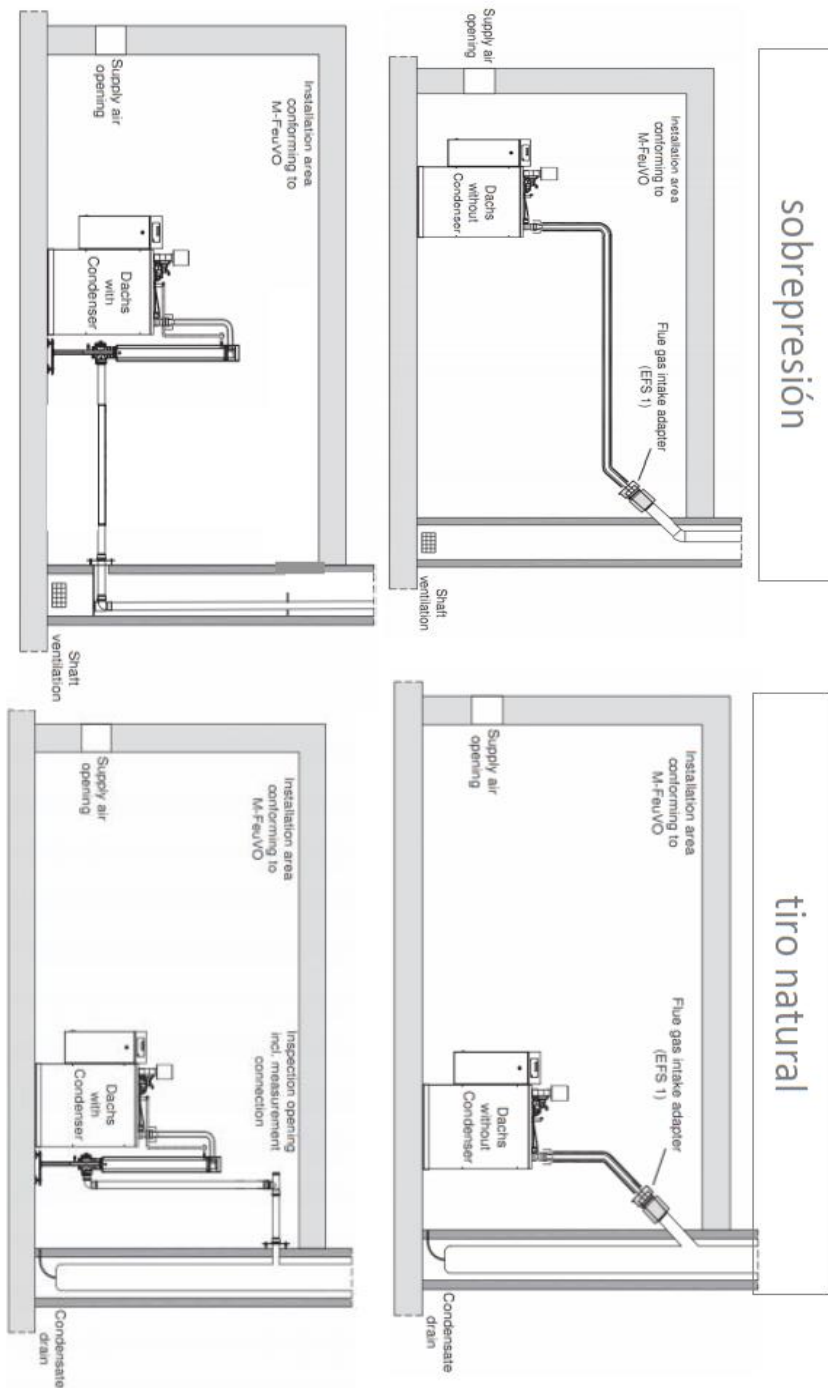 sobrepresión
tiro natural
Supply air
opening
Installation area
conforming to
M-FeuVO
Dachs
without
Condenser
Flue gas intake adapter
(EFS 1)
Shaft
ventilation
Supply air
opening
Installation area
conforming to
M-FeuVO
Dachs
without
Condenser
Flue gas intake adapter
(EFS 1)
Condensate
drain
Supply air
opening
Installation area
conforming to
M-FeuVO
Dachs
with
Condenser
Shaft
ventilation
Supply air
opening
Installation area
conforming to
M-FeuVO
Dachs
with
Condenser
Inspection opening
incl. measurement
connection
Condensate
drain